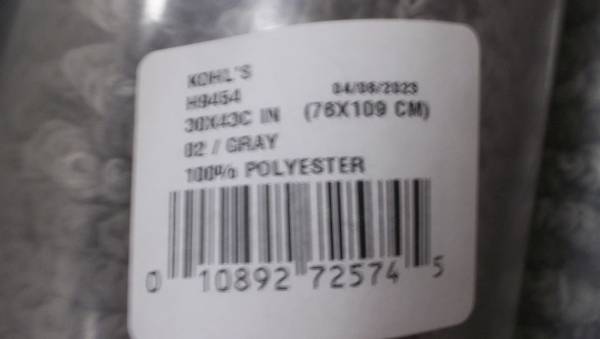 KOHL'S
H9454 04/06/2023
30X43C IN (76X109 CM)
02 / GRAY
100% POLYESTER
0 10892 72574 5